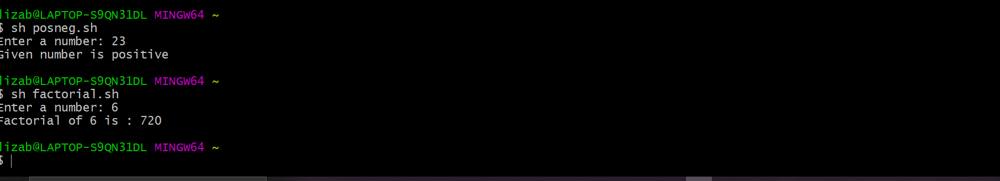 lizab@LAPTOP-S9QN31DL MINGW64 ~
$ sh posneg.sh
Enter a number: 23
Given number is positive
lizab@LAPTOP-S9QN31DL MINGW64 ~
$ sh factorial.sh
Enter a number: 6
Factorial of 6 is : 720
lizab@LAPTOP-S9QN31DL MINGW64 ~
$